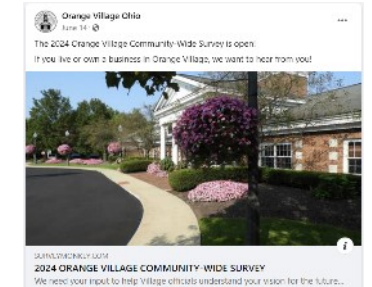 Orange Village Ohio
June 14
The 2024 Orange Village Community-Wide Survey is open.
If you live or own a business in Orange Village, we want to hear from you!
i
SURVEYMONKEY.COM
2024 ORANGE VILLAGE COMMUNITY-WIDE SURVEY
We need your input to help Village officials understand your vision for the future...